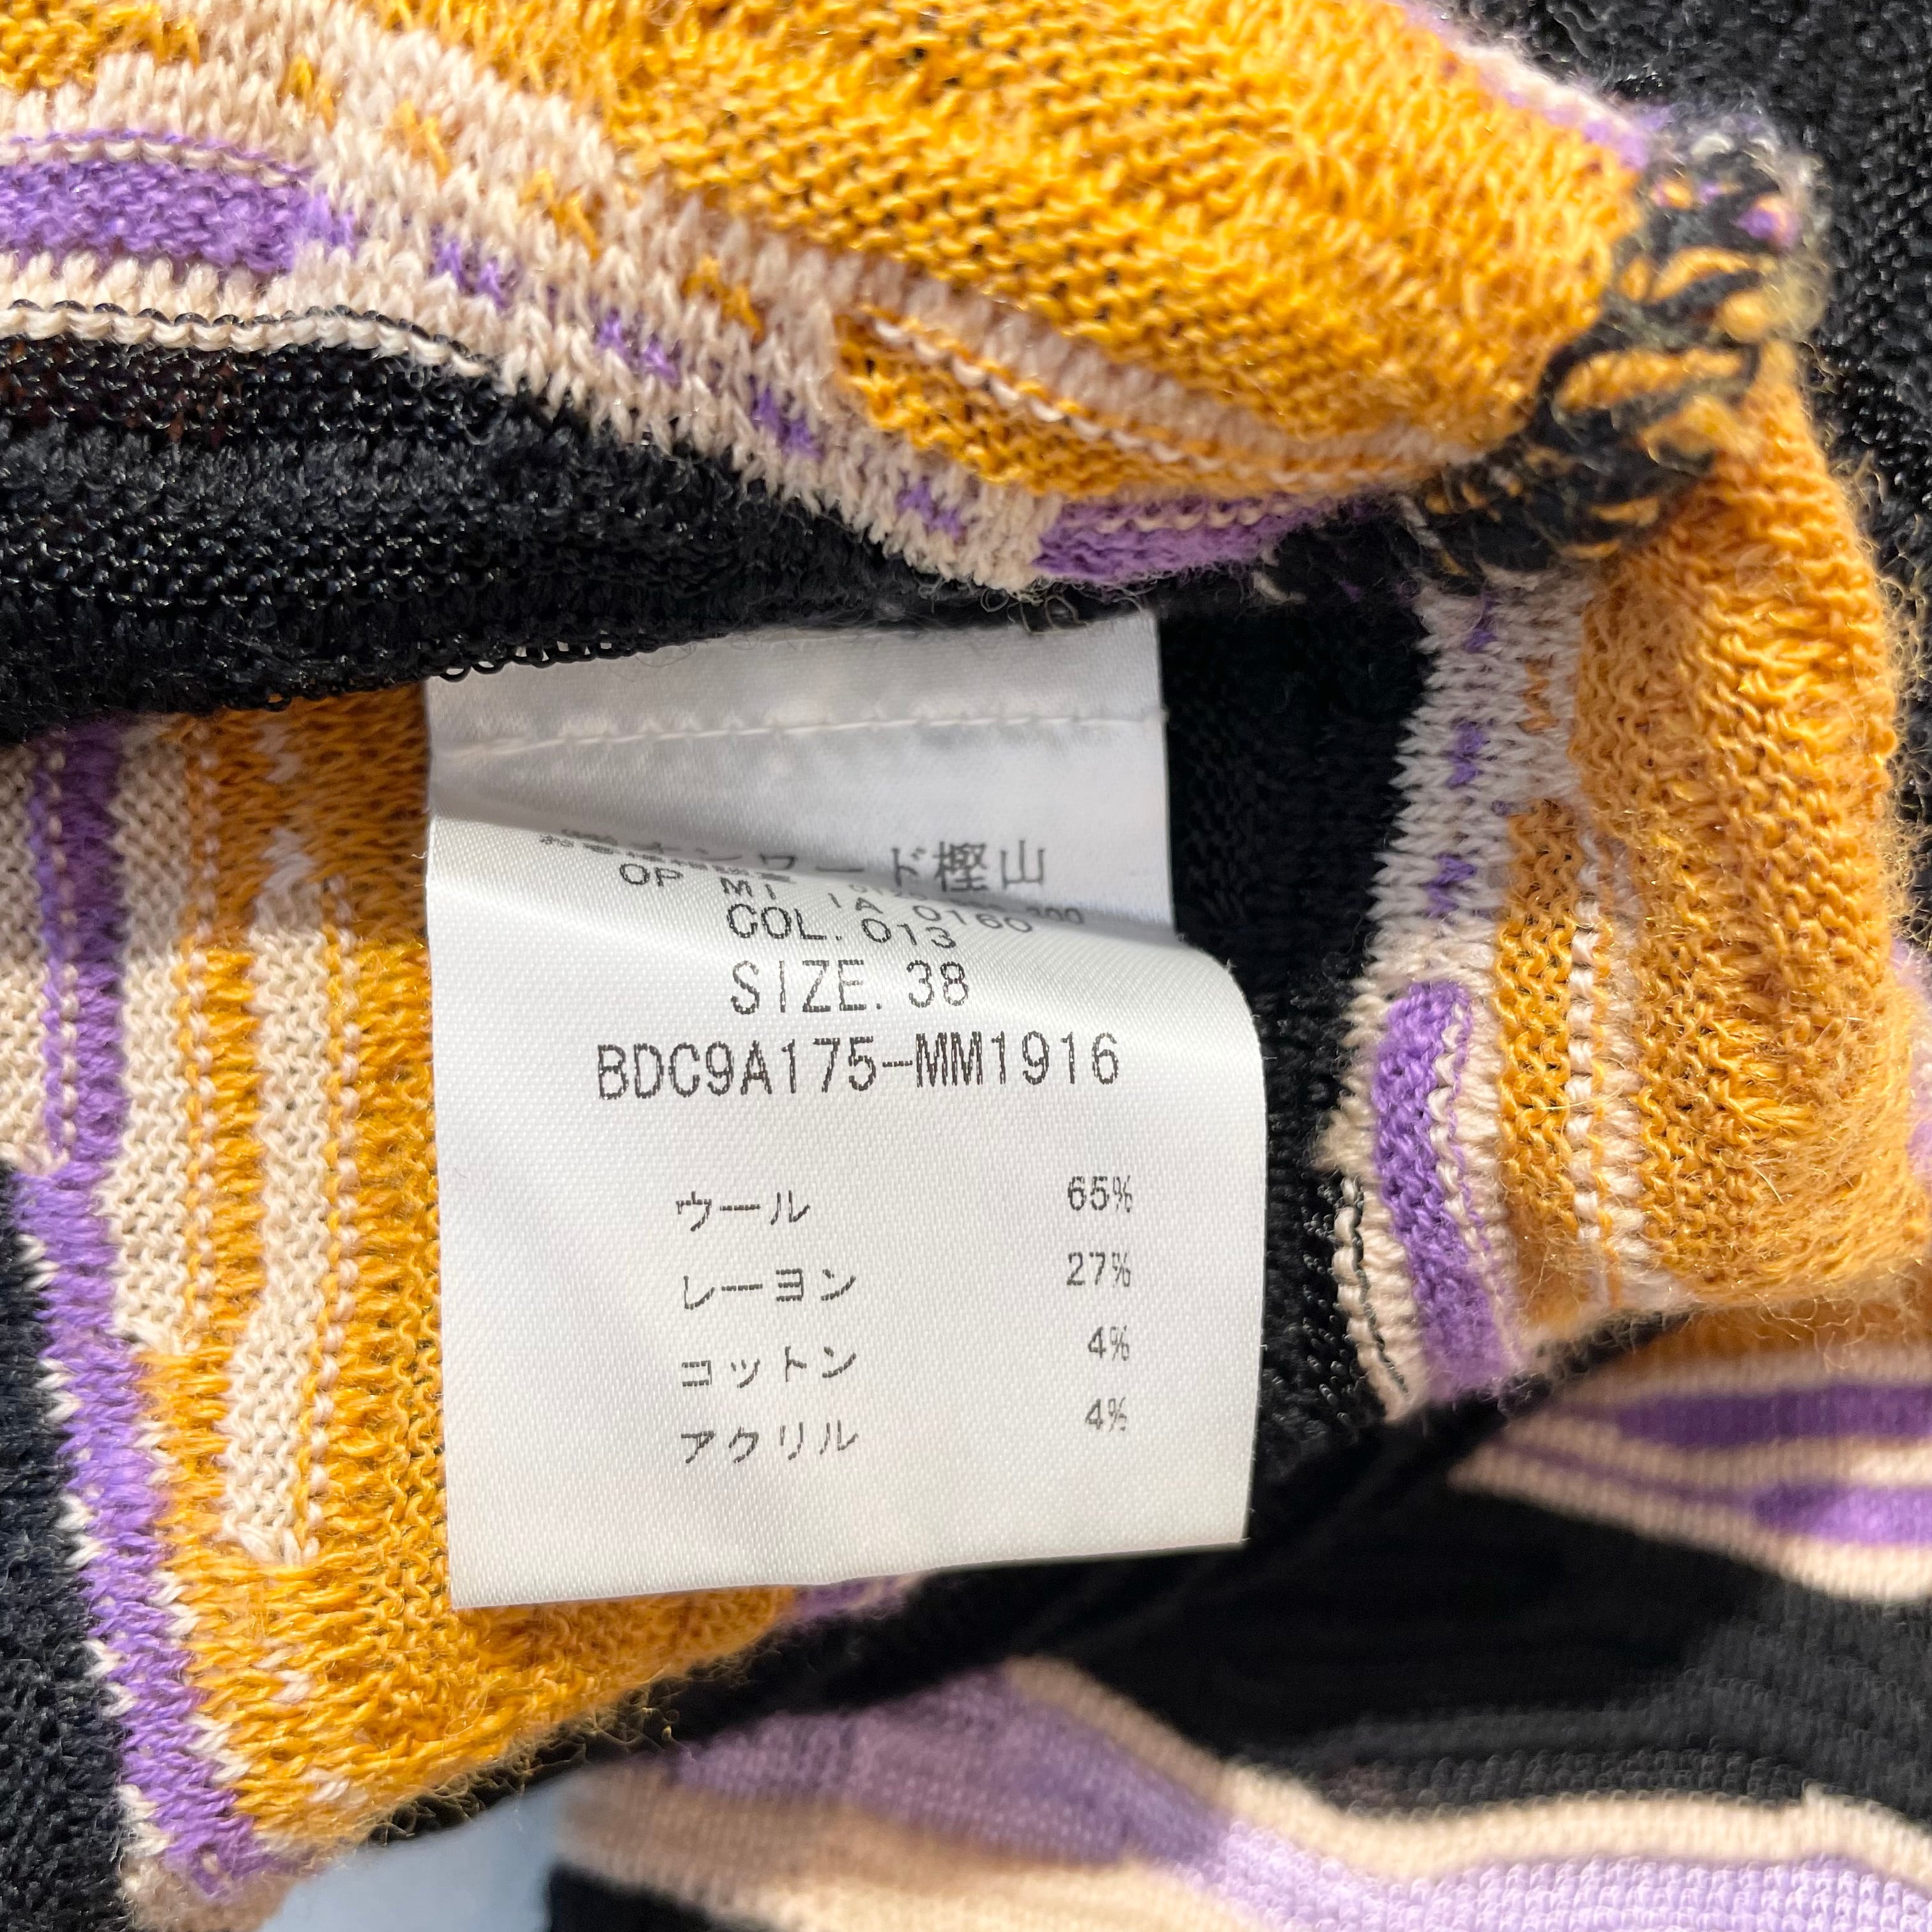 オンワード樫山
COL. 013
SIZE. 38
BDC9A175-MM1916
ウール 65%
レーヨン 27%
コットン 4%
アクリル 4%